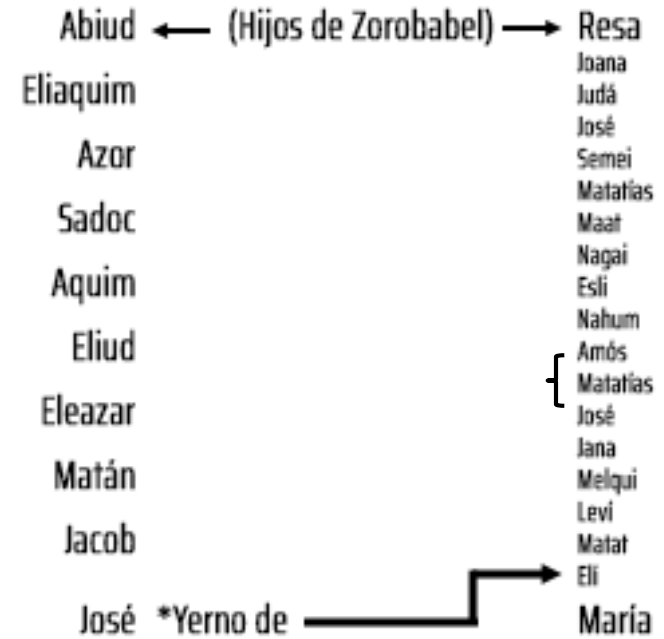 Abiud (Hijos de Zorobabel) Resa
Joana
Eliaquim
Judá
José
Azor
Semei
Matatías
Sadoc
Maat
Nagai
Aquim
Esli
Nahum
Eliud
Amós
Matatías
Eleazar
José
Jana
Matán
Melqui
Leví
Jacob
Matat
Elí
José *Yerno de María